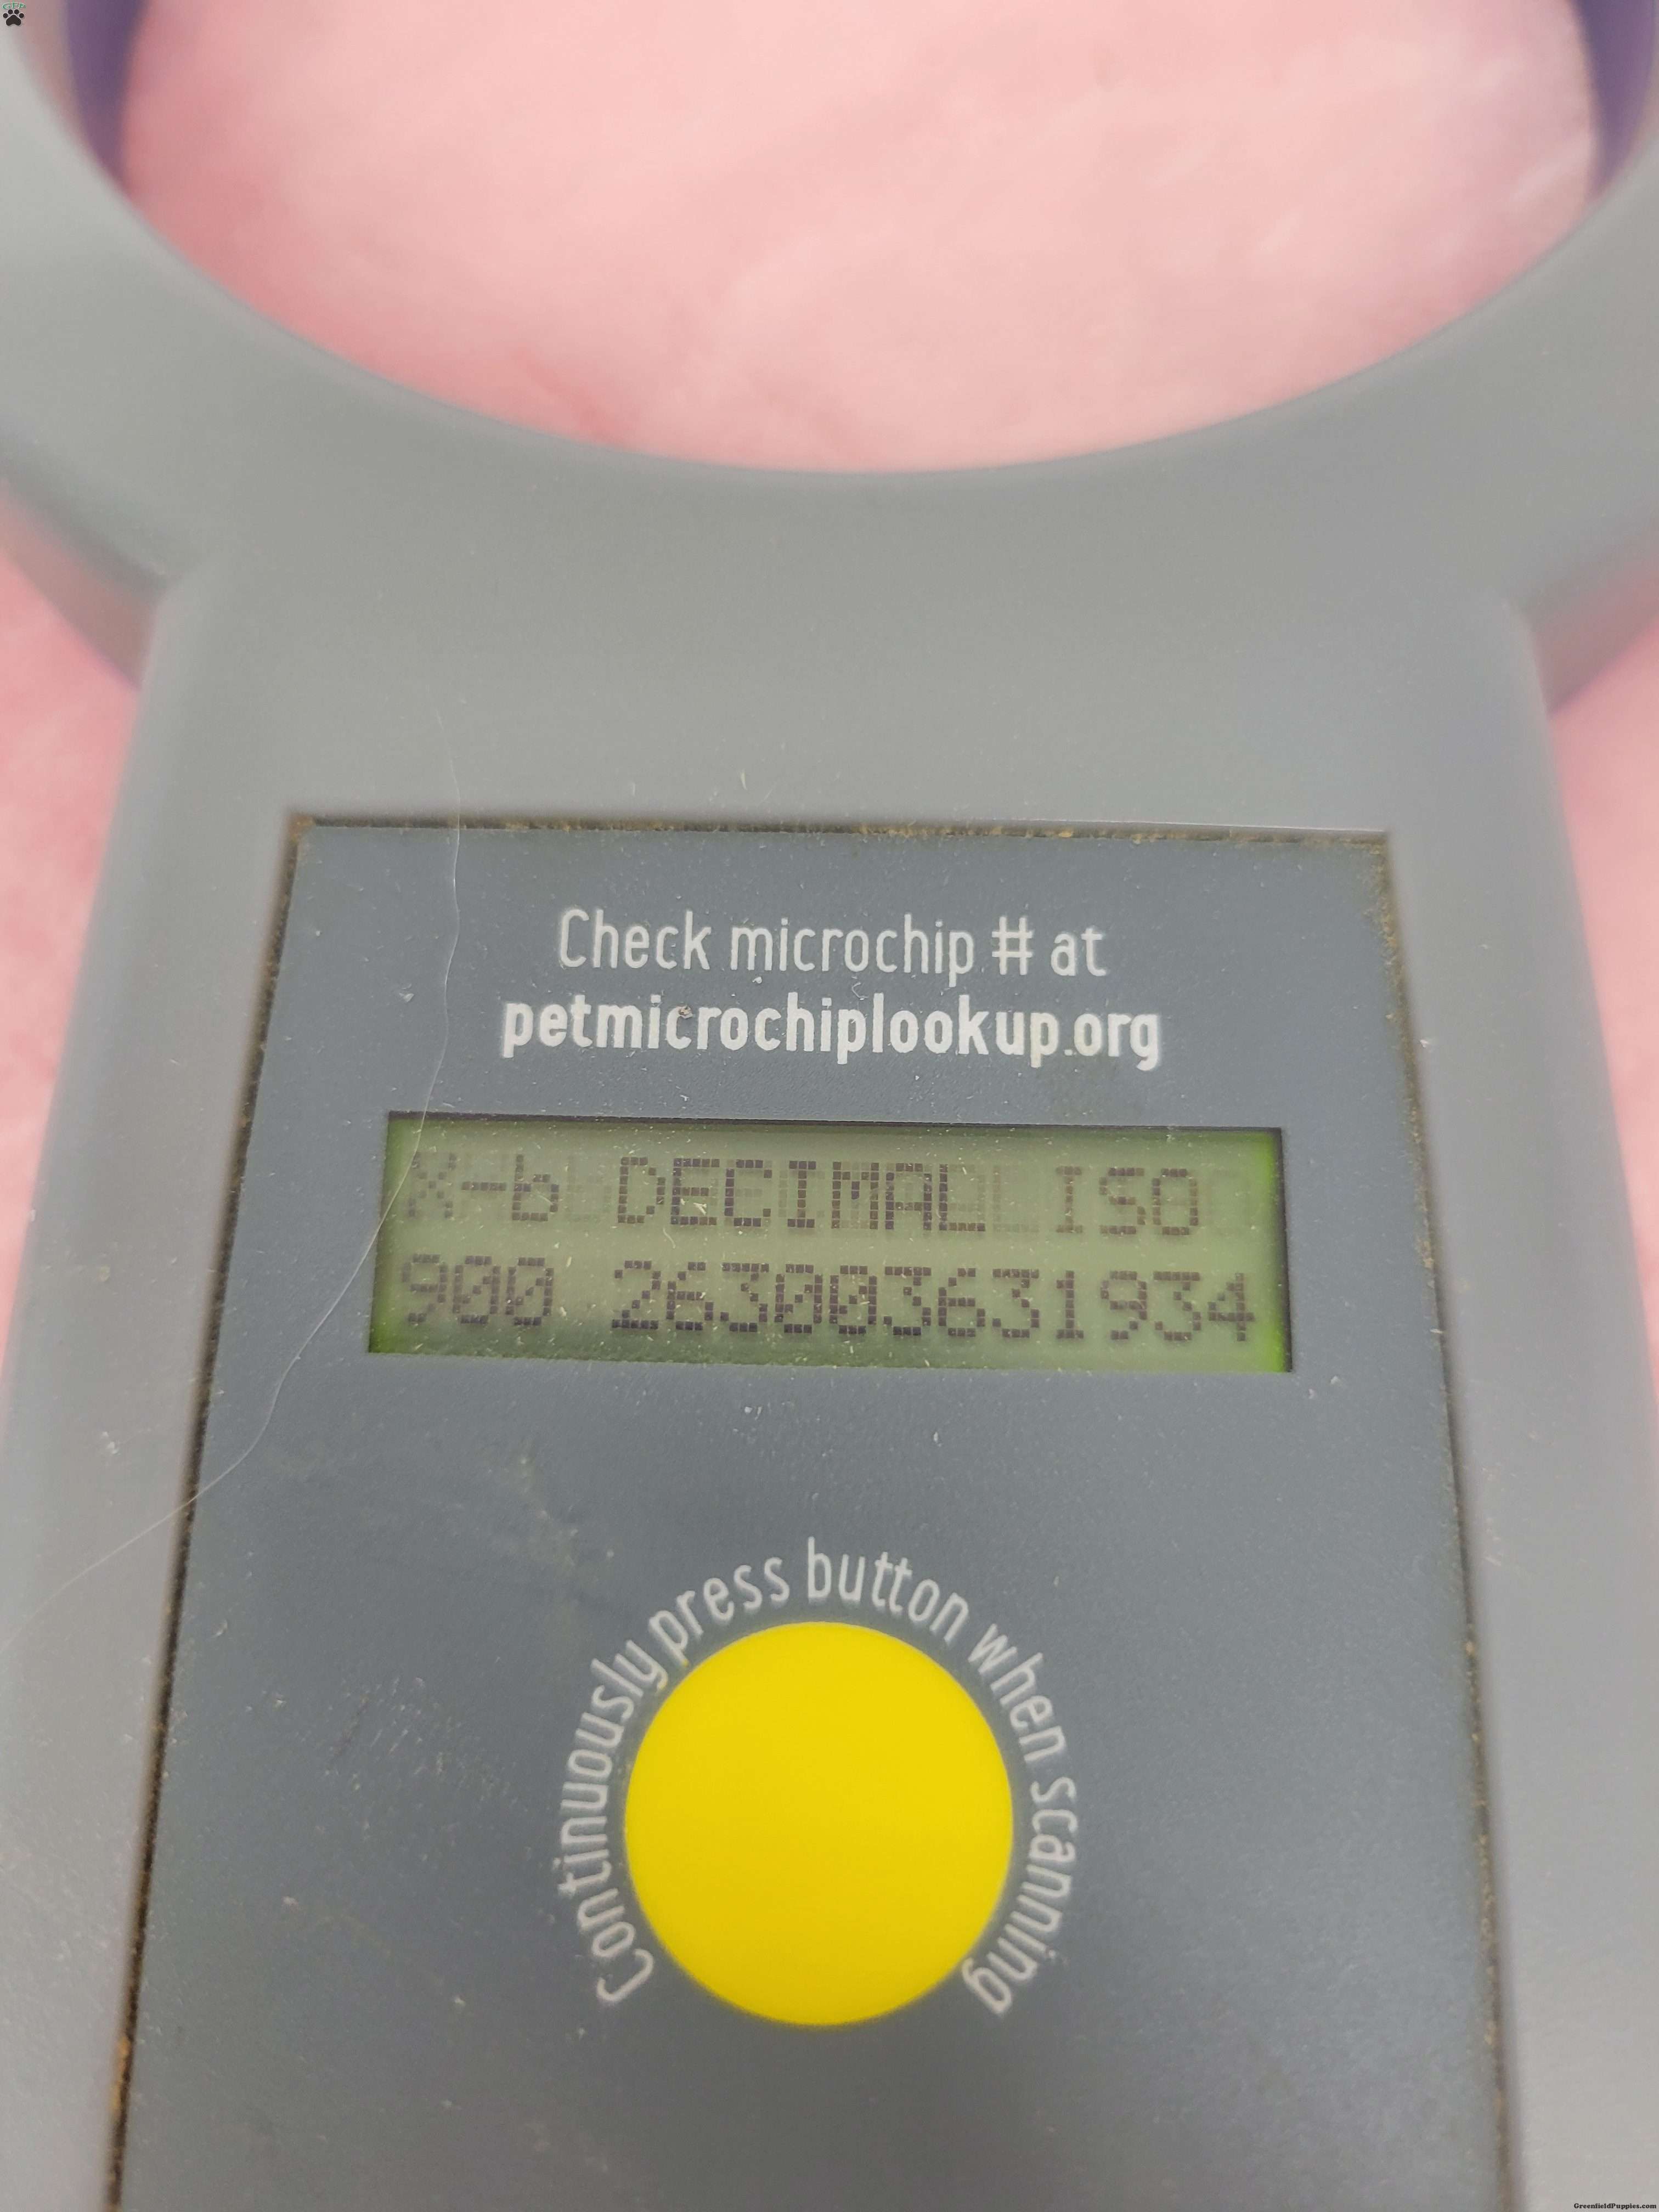 Check microchip # at
petmicrochiplookup.org
X-b DECIMAL ISO
900 263003631934
Continuously press button when scanning
GreenfieldPuppies.com